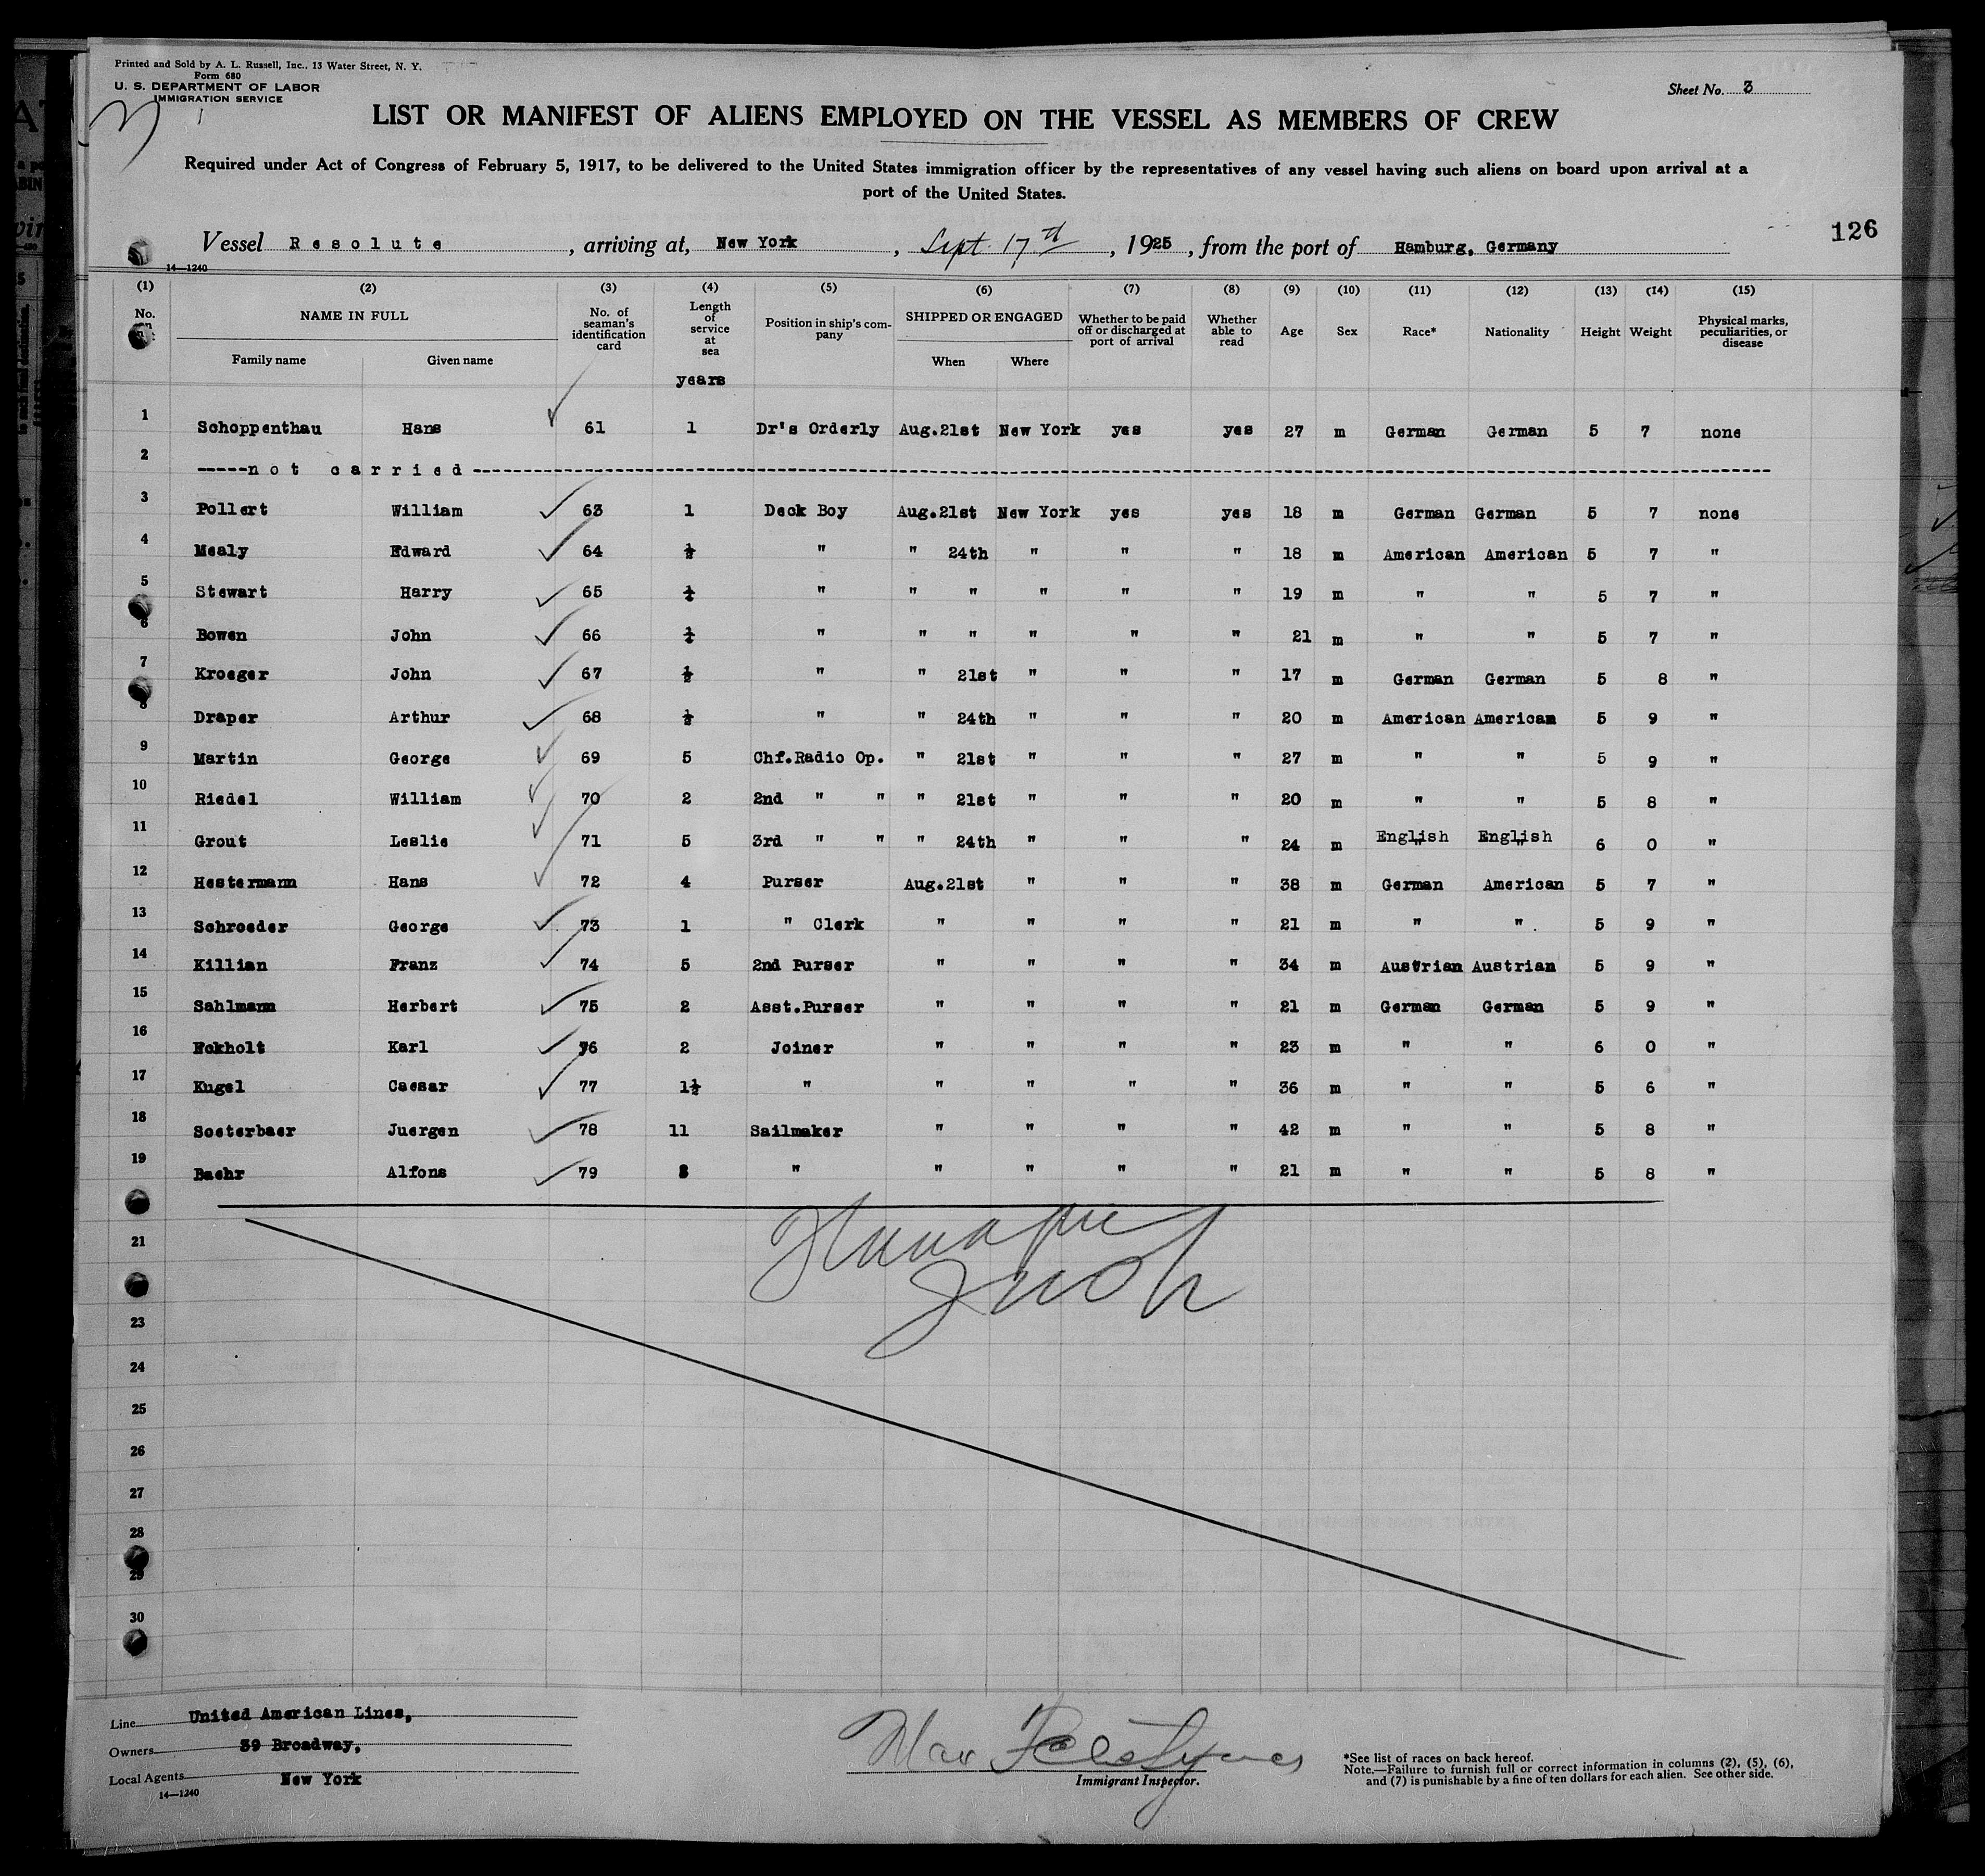 Printed and Sold by A. L. Russell, Inc., 13 Water Street, N. Y.
Form 680
U. S. DEPARTMENT OF LABOR
IMMIGRATION SERVICE
Sheet No. 3
LIST OR MANIFEST OF ALIENS EMPLOYED ON THE VESSEL AS MEMBERS OF CREW
Required under Act of Congress of February 5, 1917, to be delivered to the United States immigration officer by the representatives of any vessel having such aliens on board upon arrival at a
port of the United States.
126
Vessel Resolute, arriving at, New York, Sept 17th, 1925, from the port of Hamburg, Germany
14—1240
(1) (2) (3) (4) (5) (6) (7) (8) (9) (10) (11) (12) (13) (14) (15)
No. NAME IN FULL No. of seaman's identification card Length of service at sea Position in ship's company SHIPPED OR ENGAGED Whether to be paid off or discharged at port of arrival Whether able to read Age Sex Race* Nationality Height Weight Physical marks, peculiarities, or disease
Family name Given name When Where
years
1 Schoppenthau Hans 61 1 Dr's Orderly Aug.21st New York yes yes 27 m German German 5 7 none
2 -----not carried-----
3 Pollert William 63 1 Deck Boy Aug.21st New York yes yes 18 m German German 5 7 none
4 Mealy Edward 64 ½ " " 24th " " " 18 m American American 5 7 "
5 Stewart Harry 65 ½ " " " " " " 19 m " " 5 7 "
6 Bowen John 66 ½ " " " " " " 21 m " " 5 7 "
7 Kroeger John 67 ½ " " 21st " " " 17 m German German 5 8 "
8 Draper Arthur 68 ½ " " 24th " " " 20 m American American 5 9 "
9 Martin George 69 5 Chf.Radio Op. " 21st " " " 27 m " " 5 9 "
10 Riedel William 70 2 2nd " " " 21st " " " 20 m " " 5 8 "
11 Grout Leslie 71 5 3rd " " " 24th " " " 24 m English English 6 0 "
12 Hestermann Hans 72 4 Purser Aug.21st " " " 38 m German American 5 7 "
13 Schroeder George 73 1 " Clerk " " " " 21 m " " 5 9 "
14 Killian Franz 74 5 2nd Purser " " " " 34 m Austrian Austrian 5 9 "
15 Sahlmann Herbert 75 2 Asst.Purser " " " " 21 m German German 5 9 "
16 Eckholt Karl 76 2 Joiner " " " " 23 m " " 6 0 "
17 Kugel Caesar 77 1½ " " " " " 36 m " " 5 6 "
18 Soeterbaer Juergen 78 11 Sailmaker " " " " 42 m " " 5 8 "
19 Baehr Alfons 79 " " " " " 21 m " " 5 8 "
21
23
24
25
26
27
28
29
30
Line United American Lines,
Owners 39 Broadway,
Local Agents New York
14—1240
Max
Immigrant Inspector.
*See list of races on back hereof.
Note.—Failure to furnish full or correct information in columns (2), (5), (6),
and (7) is punishable by a fine of ten dollars for each alien. See other side.